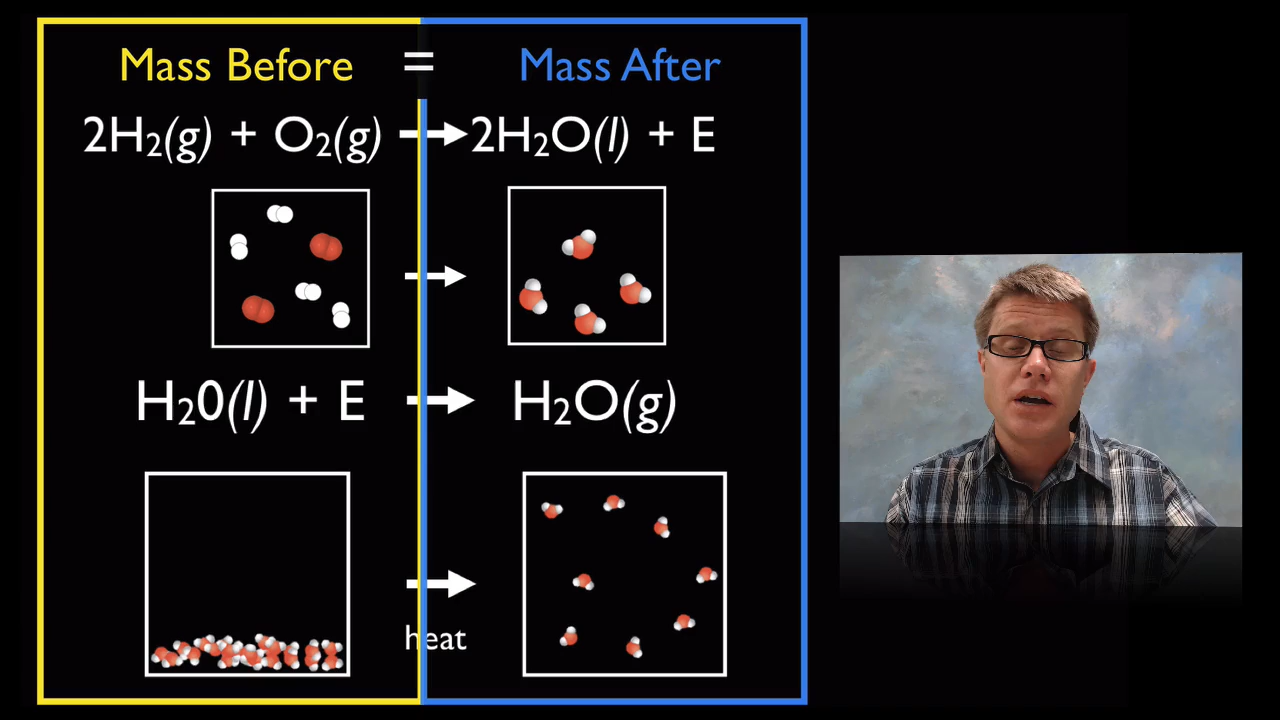 Mass Before = Mass After
2H₂(g) + O₂(g) → 2H₂O(l) + E
H₂0(l) + E → H₂O(g)
heat